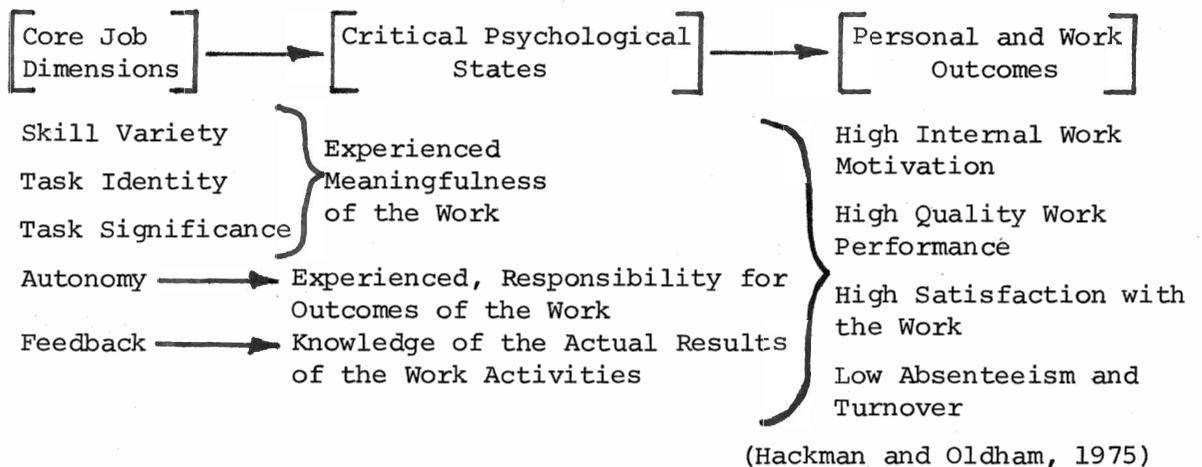 Core Job
Dimensions
Critical Psychological
States
Personal and Work
Outcomes
Skill Variety
Task Identity
Task Significance
Experienced
Meaningfulness
of the Work
Autonomy
Experienced, Responsibility for
Outcomes of the Work
Feedback
Knowledge of the Actual Results
of the Work Activities
High Internal Work
Motivation
High Quality Work
Performance
High Satisfaction with
the Work
Low Absenteeism and
Turnover
(Hackman and Oldham, 1975)